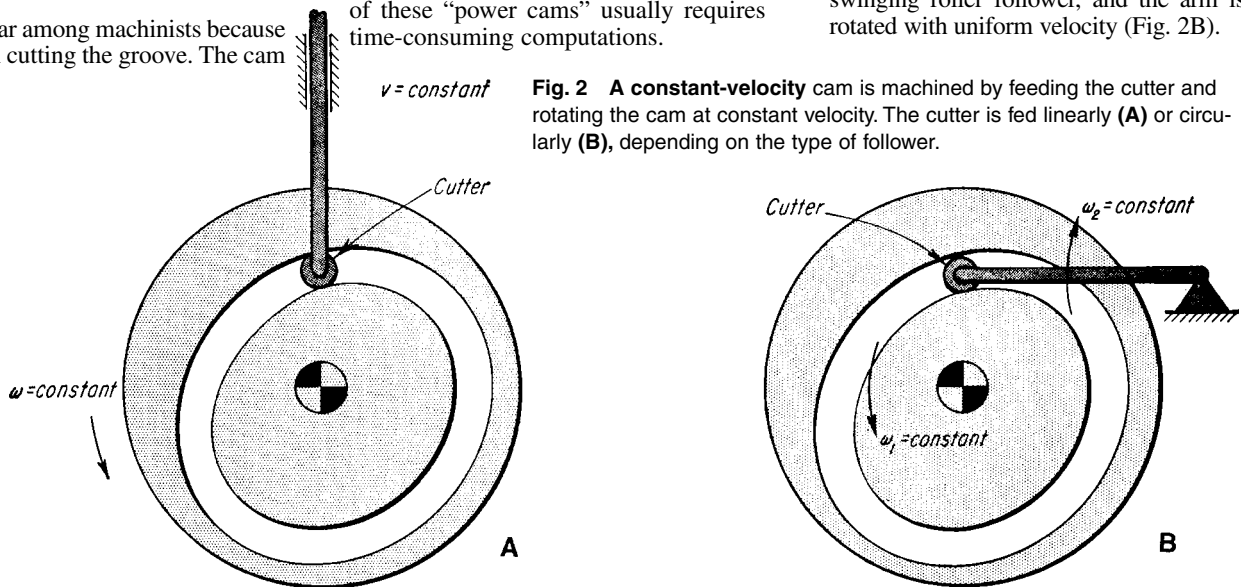 ar among machinists because
cutting the groove. The cam
of these “power cams” usually requires
time-consuming computations.
swinging roller follower, and the arm is
rotated with uniform velocity (Fig. 2B).
Fig. 2 A constant-velocity cam is machined by feeding the cutter and
rotating the cam at constant velocity. The cutter is fed linearly (A) or circu-
larly (B), depending on the type of follower.
v = constant
Cutter
ω = constant
A
Cutter
ω₂ = constant
ω₁ = constant
B